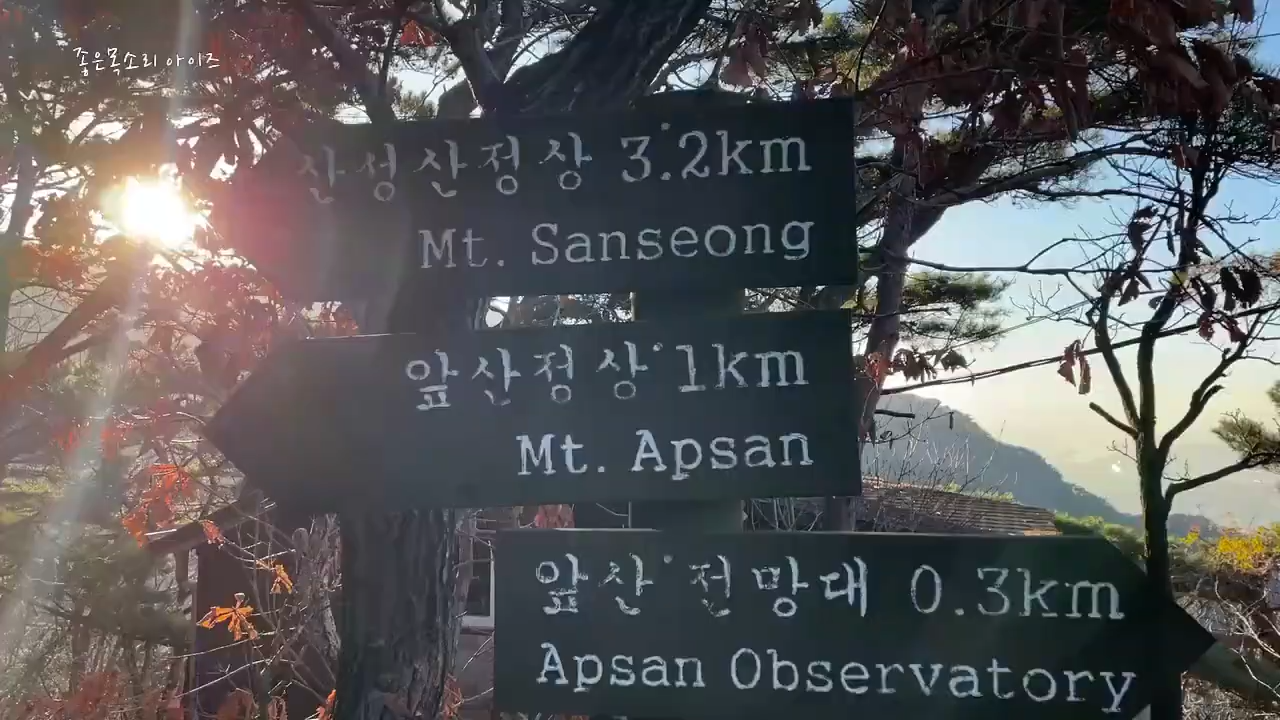 좋은목소리 아이즈
산성산정상 3.2km
Mt. Sanseong
앞산정상 1km
Mt. Apsan
앞산 전망대 0.3km
Apsan Observatory